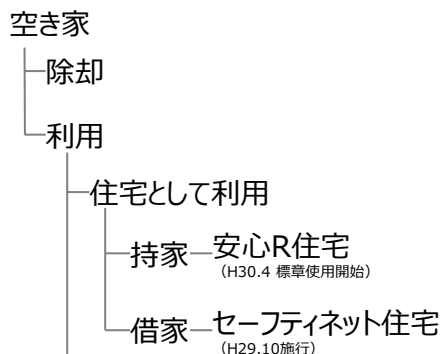 空き家
除却
利用
住宅として利用
持家 安心R住宅
（H30.4 標章使用開始）
借家 セーフティネット住宅
（H29.10施行）